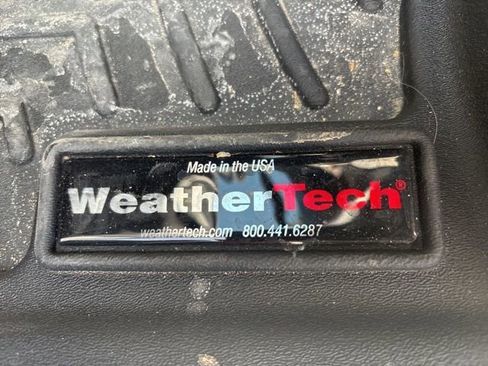 Made in the USA
WeatherTech®
weathertech.com 800.441.6287